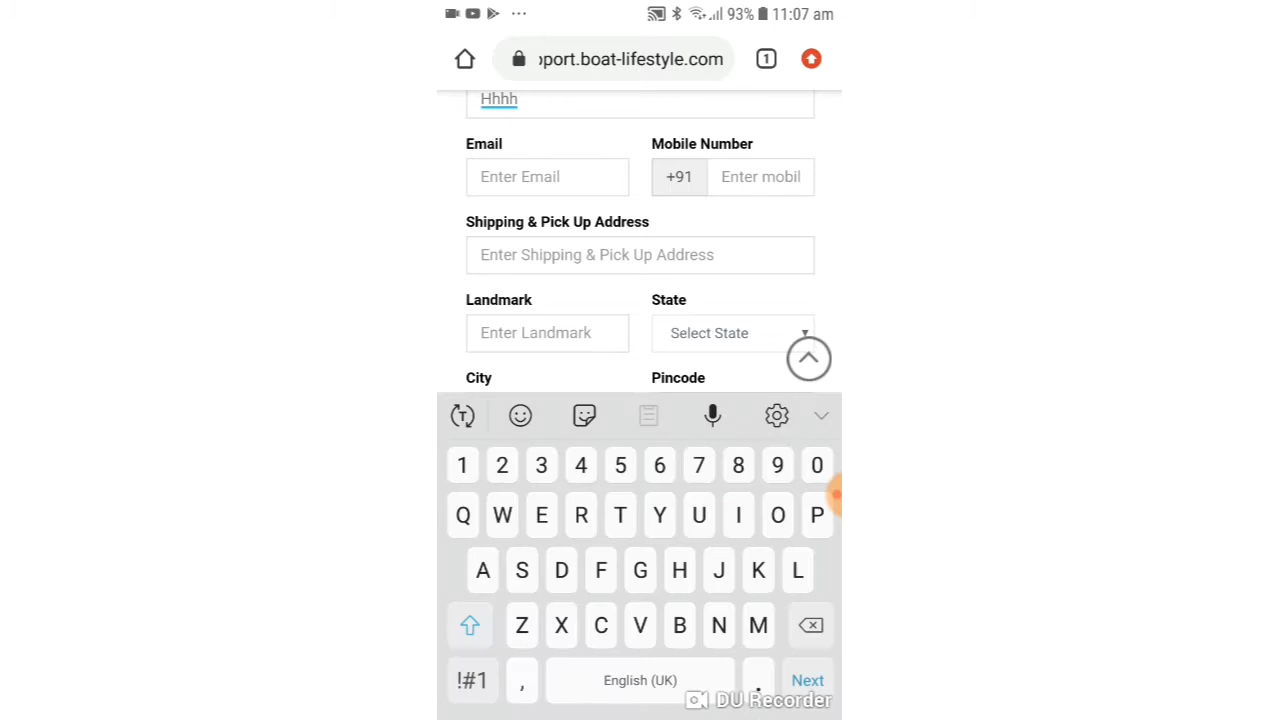 93% 11:07 am
port.boat-lifestyle.com 1
Hhhh
Email Mobile Number
Enter Email +91 Enter mobil
Shipping & Pick Up Address
Enter Shipping & Pick Up Address
Landmark State
Enter Landmark Select State
City Pincode
1 2 3 4 5 6 7 8 9 0
Q W E R T Y U I O P
A S D F G H J K L
Z X C V B N M
!#1 , English (UK) . Next
DU Recorder